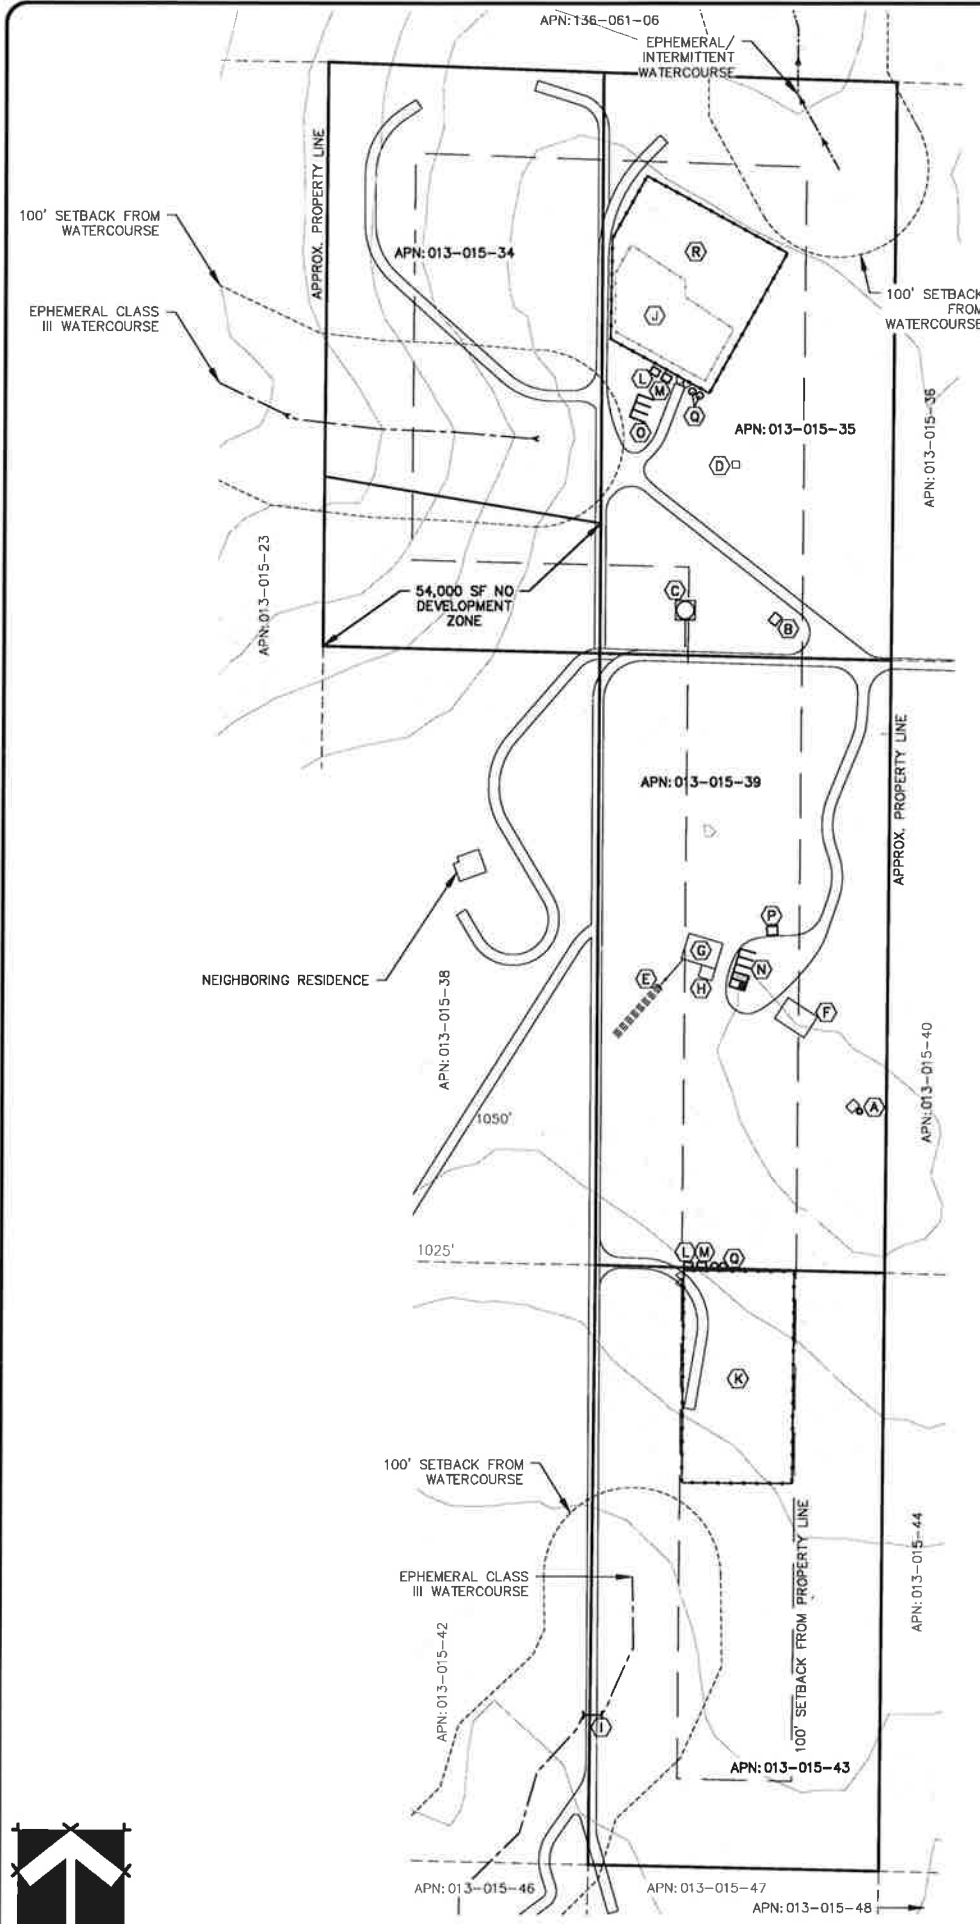 APN: 136-061-06
EPHEMERAL/
INTERMITTENT
WATERCOURSE
APPROX. PROPERTY LINE
100' SETBACK FROM
WATERCOURSE
APN: 013-015-34
R
EPHEMERAL CLASS
III WATERCOURSE
J
100' SETBACK
FROM
WATERCOURSE
L
M
Q
O
APN: 013-015-35
APN: 013-015-36
D
APN: 013-015-23
54,000 SF NO
DEVELOPMENT
ZONE
C
B
APN: 013-015-39
APPROX. PROPERTY LINE
P
NEIGHBORING RESIDENCE
G
N
E
H
F
APN: 013-015-38
APN: 013-015-40
A
1050'
1025'
L
M
Q
K
100' SETBACK FROM
WATERCOURSE
EPHEMERAL CLASS
III WATERCOURSE
100' SETBACK FROM PROPERTY LINE
APN: 013-015-44
APN: 013-015-42
I
APN: 013-015-43
APN: 013-015-46
APN: 013-015-47
APN: 013-015-48